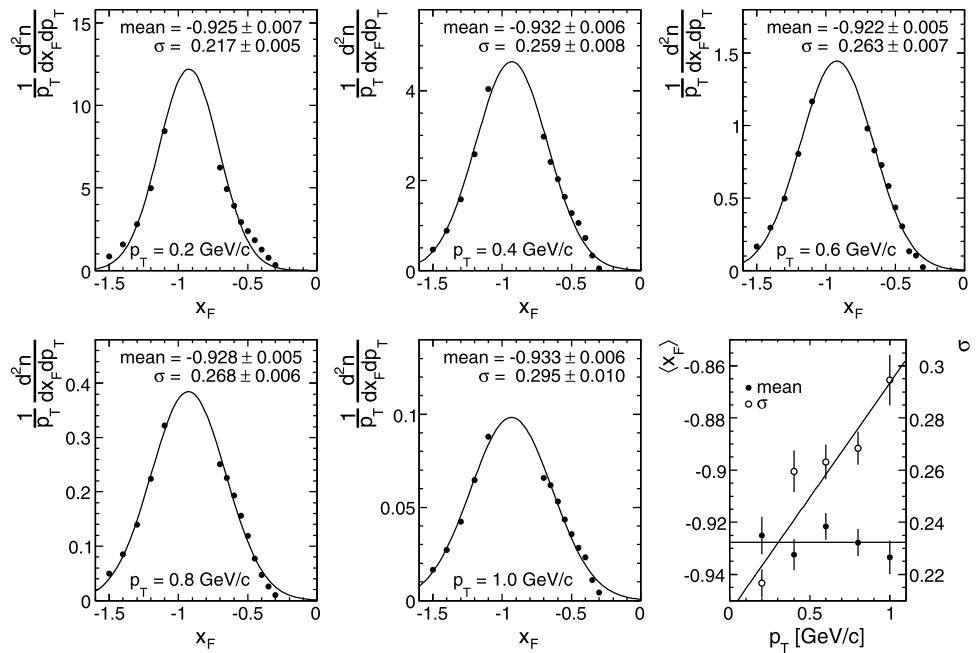 1/p_T d²n/dx_F dp_T
mean = -0.925 ± 0.007
σ = 0.217 ± 0.005
15
10
5
0
p_T = 0.2 GeV/c
-1.5 -1 -0.5 0
x_F
1/p_T d²n/dx_F dp_T
mean = -0.932 ± 0.006
σ = 0.259 ± 0.008
4
2
0
p_T = 0.4 GeV/c
-1.5 -1 -0.5 0
x_F
1/p_T d²n/dx_F dp_T
mean = -0.922 ± 0.005
σ = 0.263 ± 0.007
1.5
1
0.5
0
p_T = 0.6 GeV/c
-1.5 -1 -0.5 0
x_F
1/p_T d²n/dx_F dp_T
mean = -0.928 ± 0.005
σ = 0.268 ± 0.006
0.4
0.3
0.2
0.1
0
p_T = 0.8 GeV/c
-1.5 -1 -0.5 0
x_F
1/p_T d²n/dx_F dp_T
mean = -0.933 ± 0.006
σ = 0.295 ± 0.010
0.1
0.05
0
p_T = 1.0 GeV/c
-1.5 -1 -0.5 0
x_F
⟨x_F⟩
σ
-0.86 0.3
mean
σ
-0.88 0.28
-0.9 0.26
-0.92 0.24
-0.94 0.22
0 0.5 1
p_T [GeV/c]